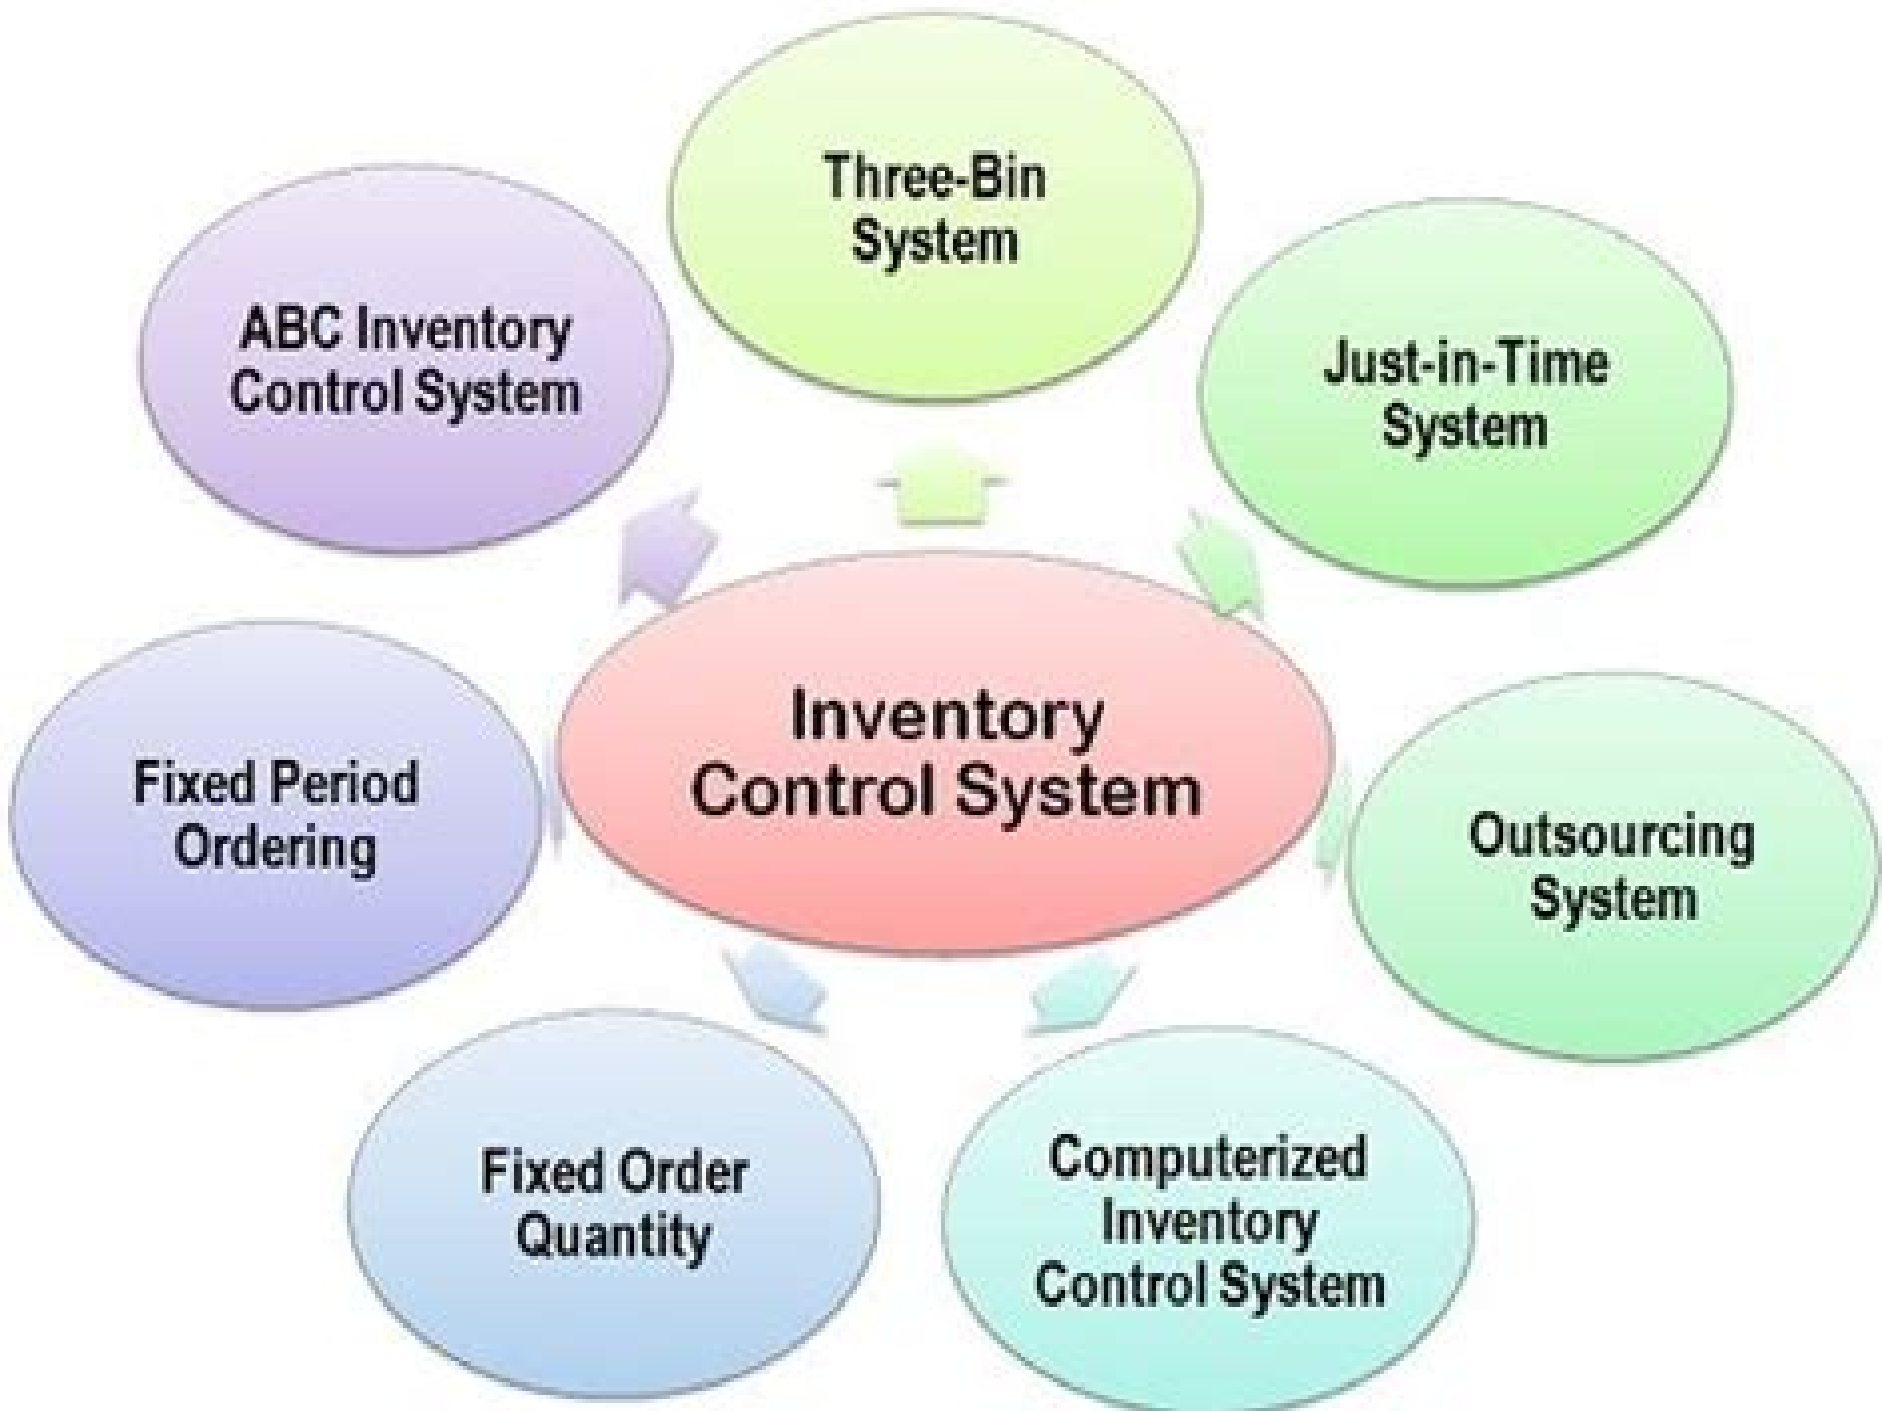 Three-Bin
System
ABC Inventory
Control System
Just-in-Time
System
Inventory
Control System
Fixed Period
Ordering
Outsourcing
System
Fixed Order
Quantity
Computerized
Inventory
Control System